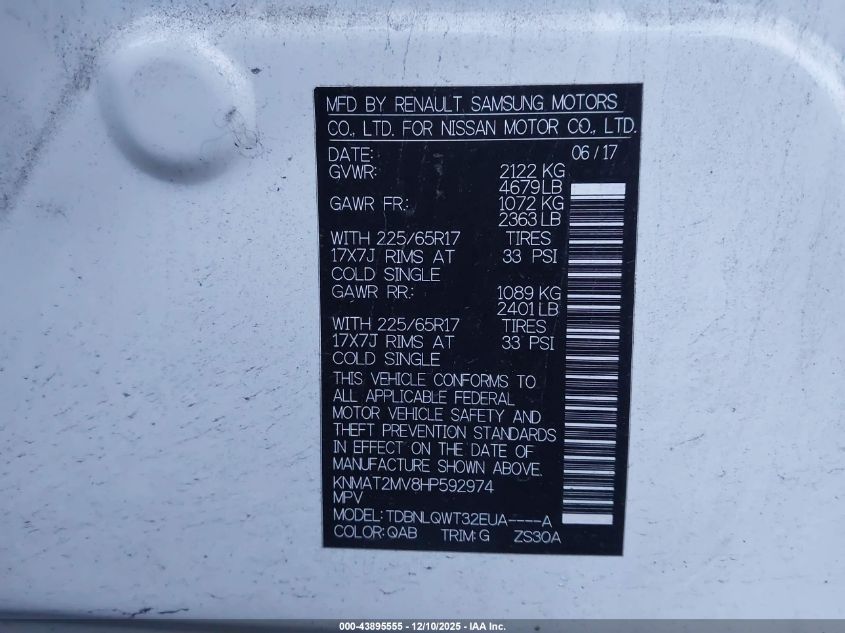 MFD BY RENAULT SAMSUNG MOTORS
CO., LTD. FOR NISSAN MOTOR CO., LTD.
DATE: 06/17
GVWR: 2122 KG
4679LB
GAWR FR.: 1072 KG
2363 LB
WITH 225/65R17 TIRES
17X7J RIMS AT 33 PSI
COLD SINGLE
GAWR RR.: 1089 KG
2401 LB
WITH 225/65R17 TIRES
17X7J RIMS AT 33 PSI
COLD SINGLE
THIS VEHICLE CONFORMS TO
ALL APPLICABLE FEDERAL
MOTOR VEHICLE SAFETY AND
THEFT PREVENTION STANDARDS
IN EFFECT ON THE DATE OF
MANUFACTURE SHOWN ABOVE.
KNMAT2MV8HP592974
MPV
MODEL: TDBNLQWT32EUA----A
COLOR: QAB TRIM: G ZS30A
000-43895555 - 12/10/2025 - IAA Inc.